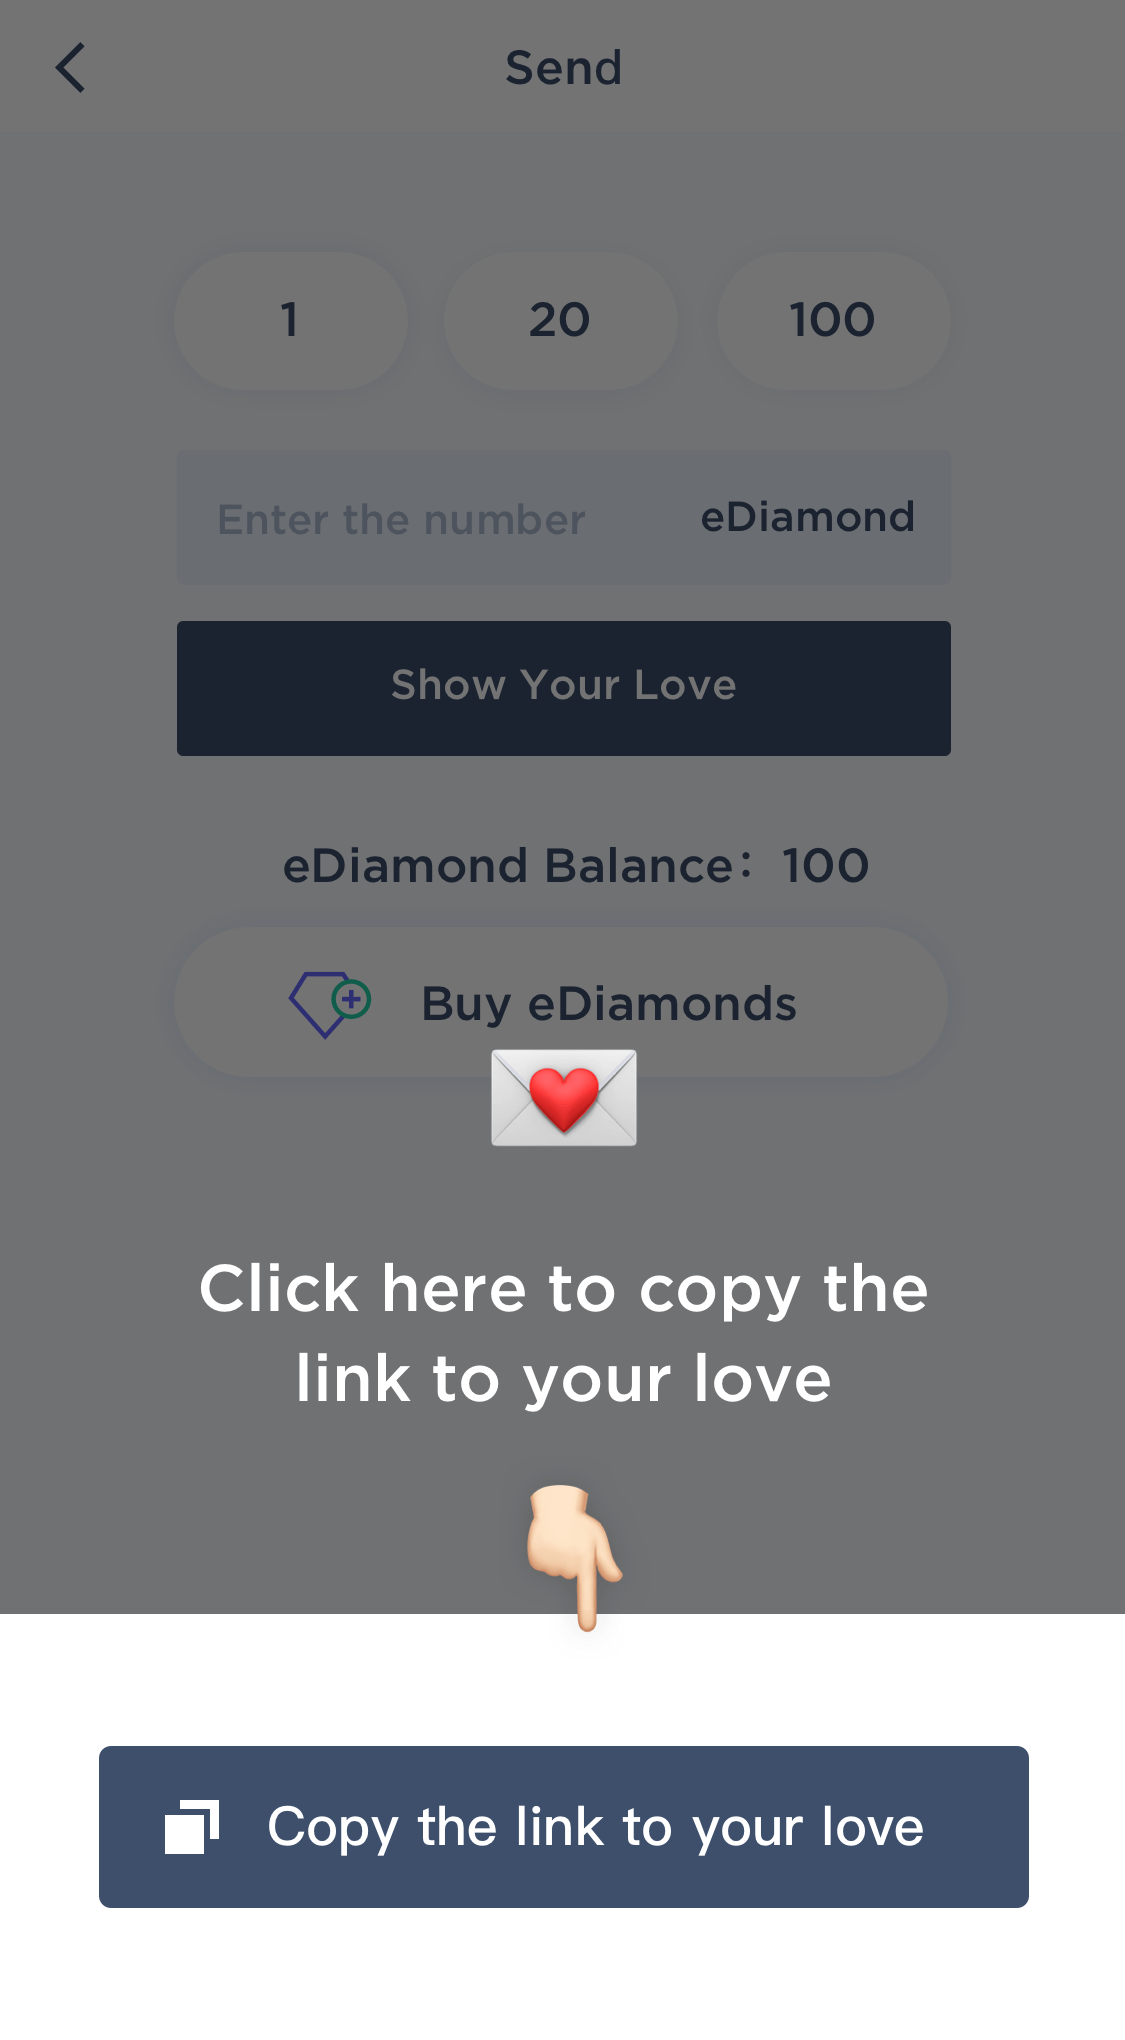 Send
1 20 100
Enter the number eDiamond
Show Your Love
eDiamond Balance： 100
Buy eDiamonds
Click here to copy the
link to your love
Copy the link to your love